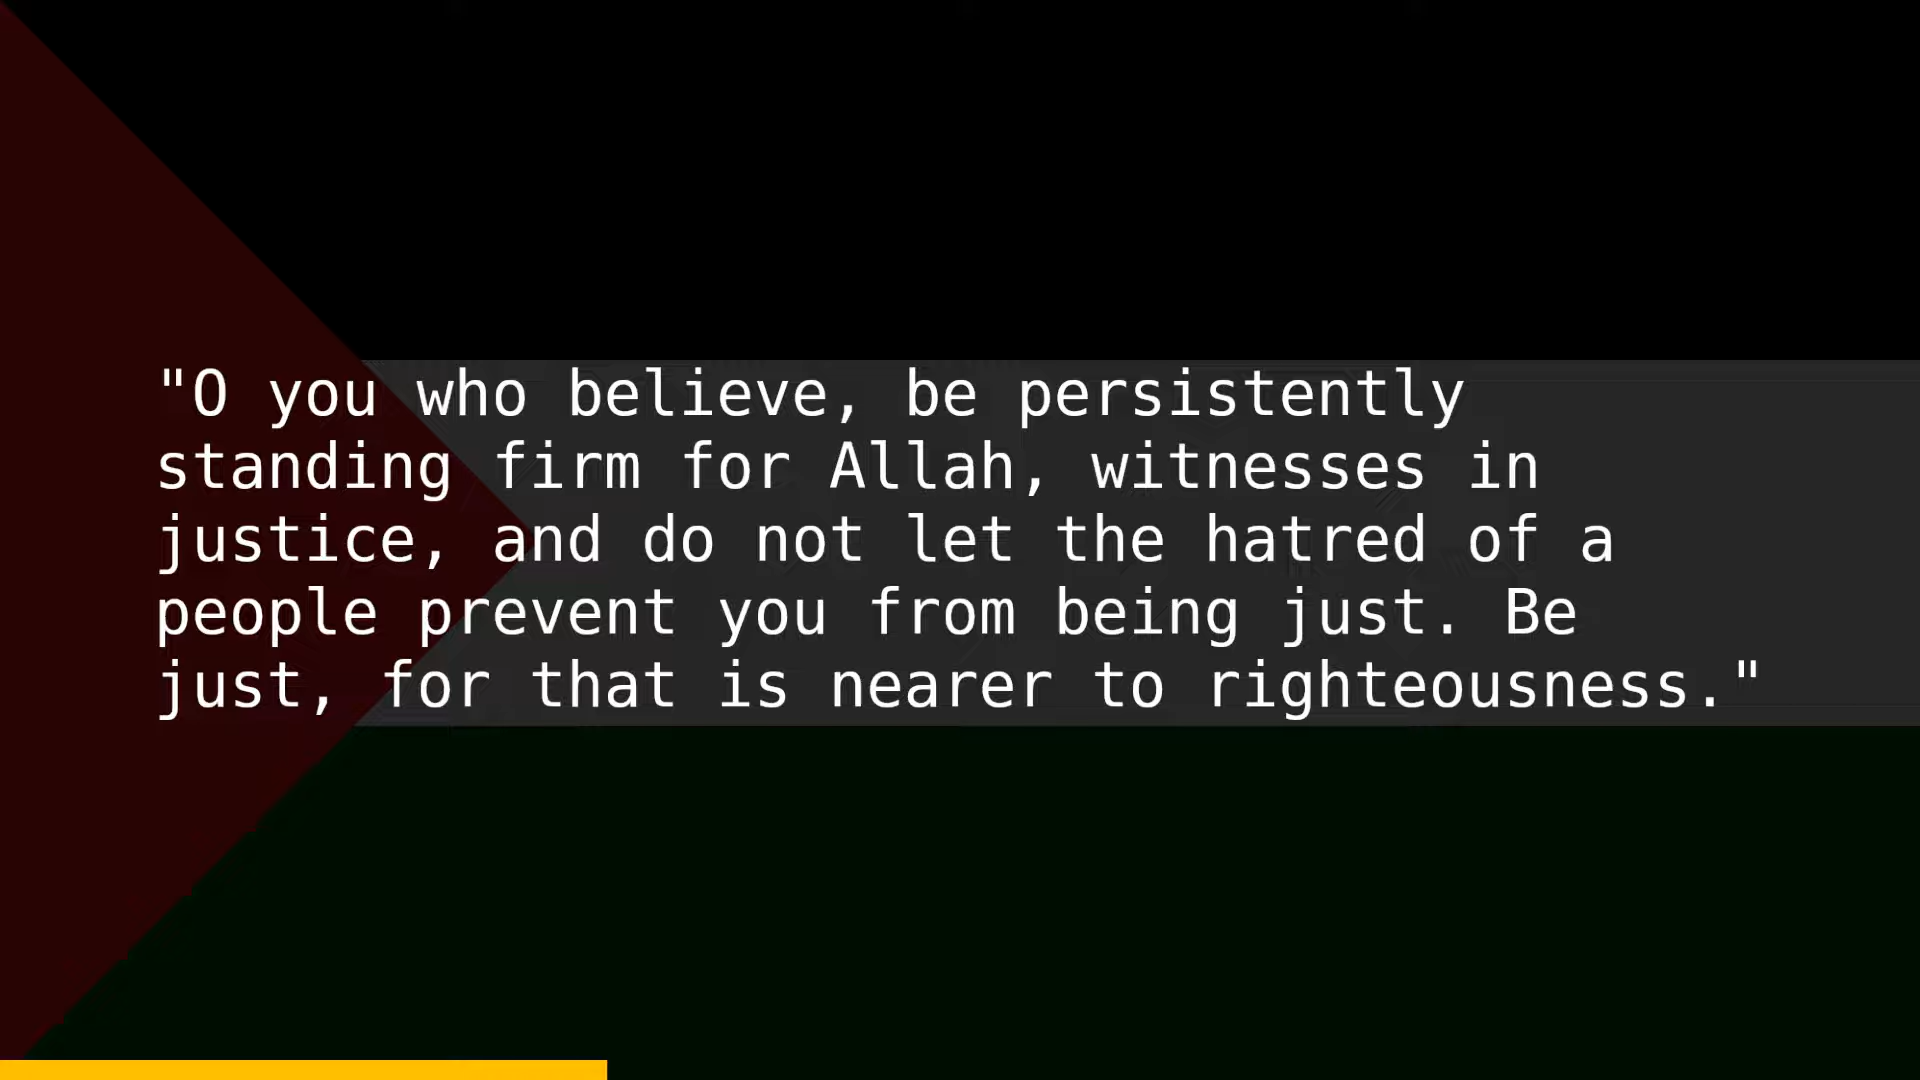 "O you who believe, be persistently
standing firm for Allah, witnesses in
justice, and do not let the hatred of a
people prevent you from being just. Be
just, for that is nearer to righteousness."